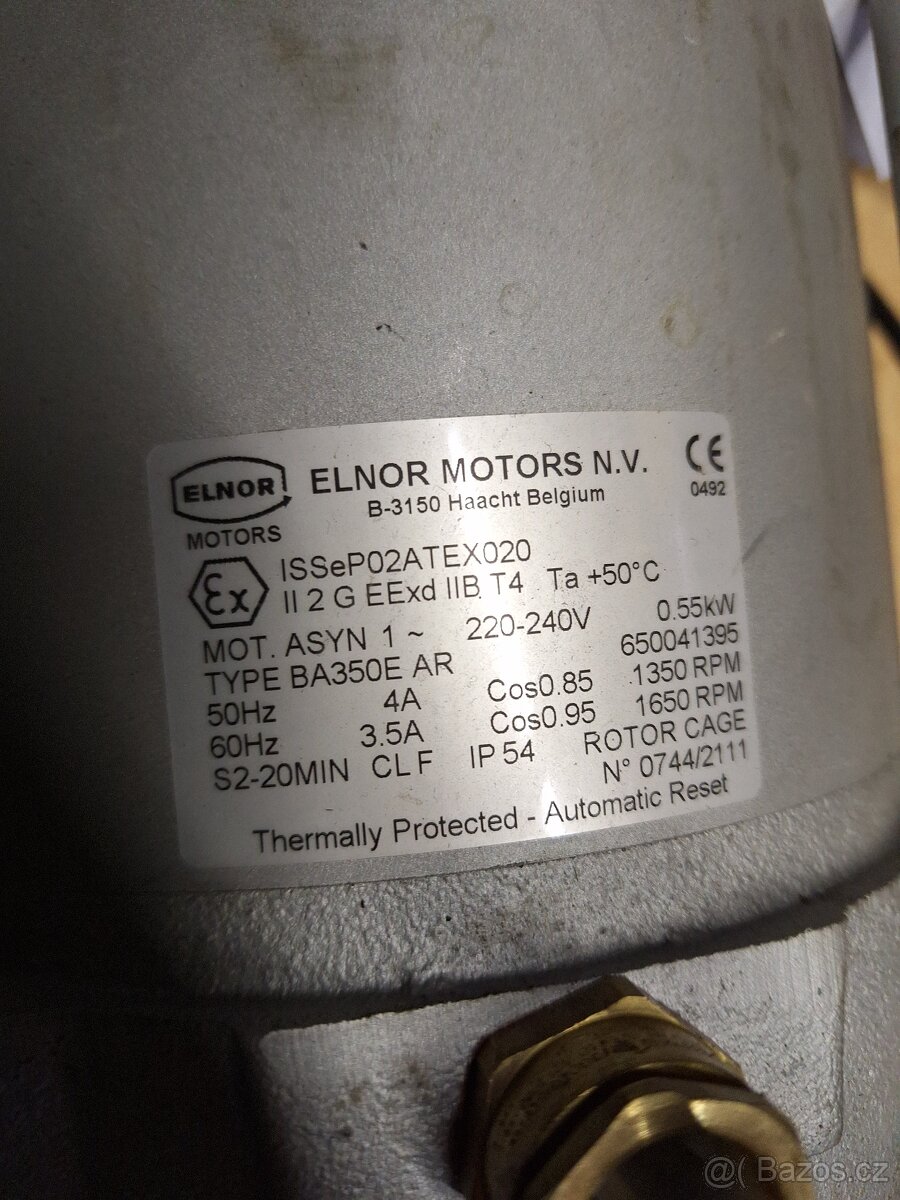 ELNOR
MOTORS
ELNOR MOTORS N.V.
B-3150 Haacht Belgium
CE
0492
Ex
ISSeP02ATEX020
II 2 G EExd IIB T4 Ta +50°C
MOT. ASYN 1 ~ 220-240V 0.55kW
TYPE BA350E AR 650041395
50Hz 4A Cos0.85 1350 RPM
60Hz 3.5A Cos0.95 1650 RPM
S2-20MIN CL F IP 54 ROTOR CAGE
N° 0744/2111
Thermally Protected - Automatic Reset
@( Bazos.cz